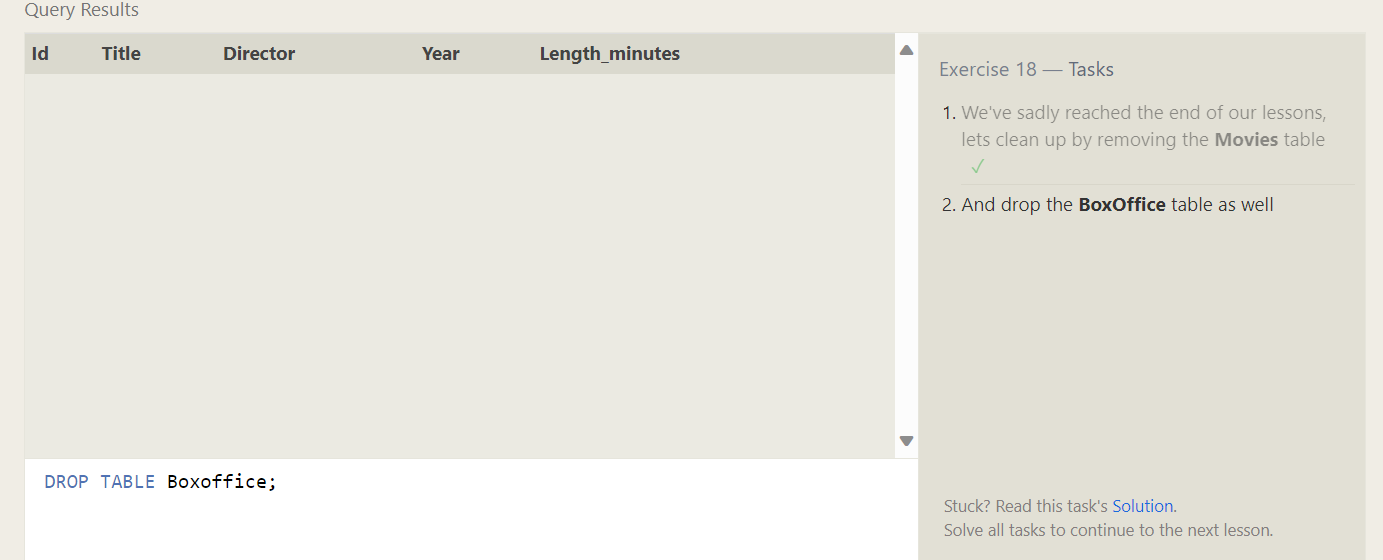 Query Results
Id Title Director Year Length_minutes
Exercise 18 — Tasks
1. We've sadly reached the end of our lessons,
lets clean up by removing the Movies table
✓
2. And drop the BoxOffice table as well
DROP TABLE Boxoffice;
Stuck? Read this task's Solution.
Solve all tasks to continue to the next lesson.